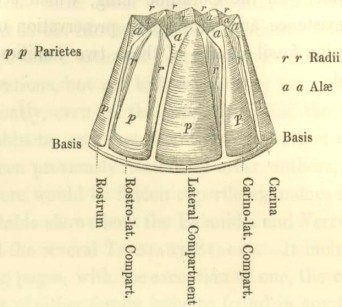 r r r r
a a a a
p p Parietes
r r Radii
a a Alæ
r r r r
p p p p
Basis
Basis
Rostrum
Rostro-lat. Compart.
Lateral Compartment
Carino-lat. Compart.
Carina